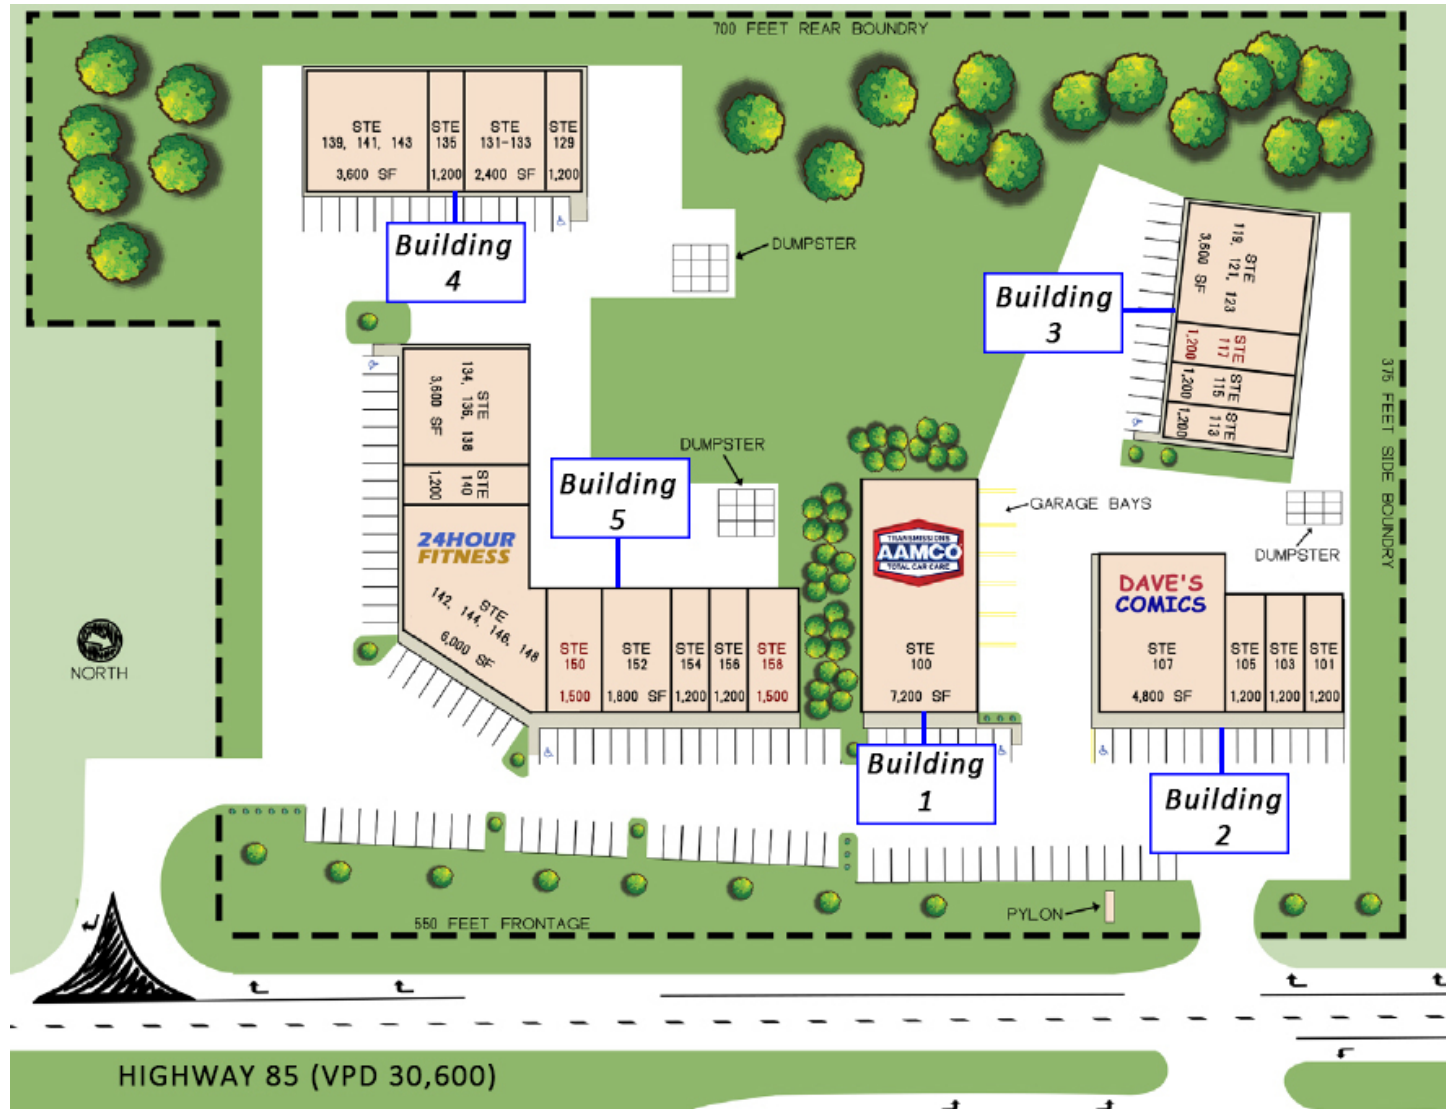 700 FEET REAR BOUNDRY
STE
139, 141, 143
3,600 SF
STE
135
1,200
STE
131-133
2,400 SF
STE
129
1,200
Building
4
DUMPSTER
STE
119, 121, 123
3,600 SF
STE
117
1,200
STE
115
1,200
STE
113
1,200
Building
3
375 FEET SIDE BOUNDRY
STE
134, 136, 138
3,600 SF
STE
140
1,200
24HOUR
FITNESS
STE
142, 144, 146, 148
6,000 SF
DUMPSTER
Building
5
STE
150
1,500
STE
152
1,800 SF
STE
154
1,200
STE
156
1,200
STE
158
1,500
TRANSMISSIONS
AAMCO
TOTAL CAR CARE
STE
100
7,200 SF
GARAGE BAYS
DUMPSTER
DAVE'S
COMICS
STE
107
4,800 SF
STE
105
1,200
STE
103
1,200
STE
101
1,200
NORTH
Building
1
Building
2
PYLON
550 FEET FRONTAGE
HIGHWAY 85 (VPD 30,600)